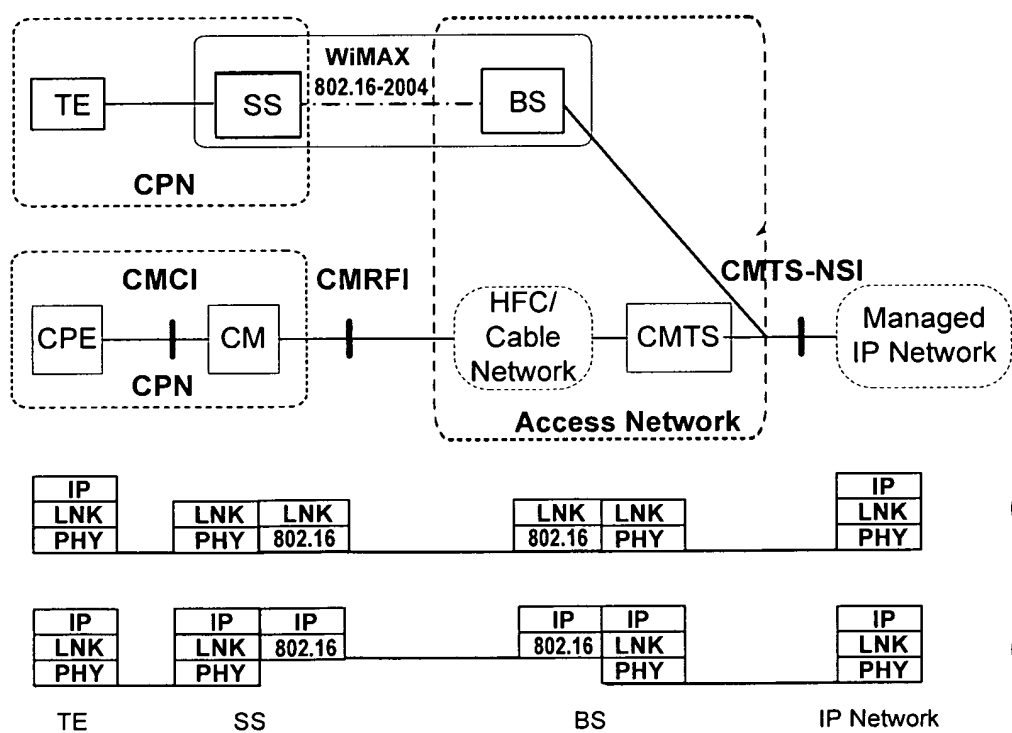 WiMAX
802.16-2004
TE
SS
BS
CPN
CMCI
CMRFI
CMTS-NSI
CPE
CM
HFC/
Cable
Network
CMTS
Managed
IP Network
CPN
Access Network
IP
IP
LNK
LNK
LNK
LNK
LNK
LNK
PHY
PHY
802.16
802.16
PHY
PHY
IP
IP
IP
IP
IP
IP
LNK
LNK
802.16
802.16
LNK
LNK
PHY
PHY
PHY
PHY
TE
SS
BS
IP Network